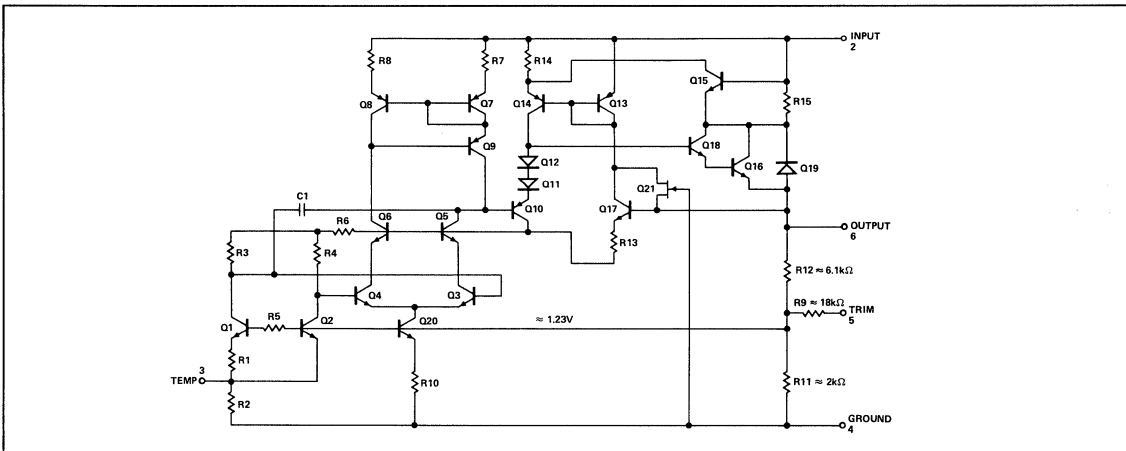 INPUT
2
R8
R7
R14
Q15
R15
Q8
Q7
Q14
Q13
Q9
Q18
Q16
Q19
Q12
Q11
Q21
C1
Q10
Q17
Q6
Q5
R6
R13
OUTPUT
6
R3
R4
R12 ≈ 6.1kΩ
Q4
Q3
R9 ≈ 18kΩ
TRIM
5
Q1
R5
Q2
Q20
≈ 1.23V
R1
3
TEMP
R2
R10
R11 ≈ 2kΩ
GROUND
4